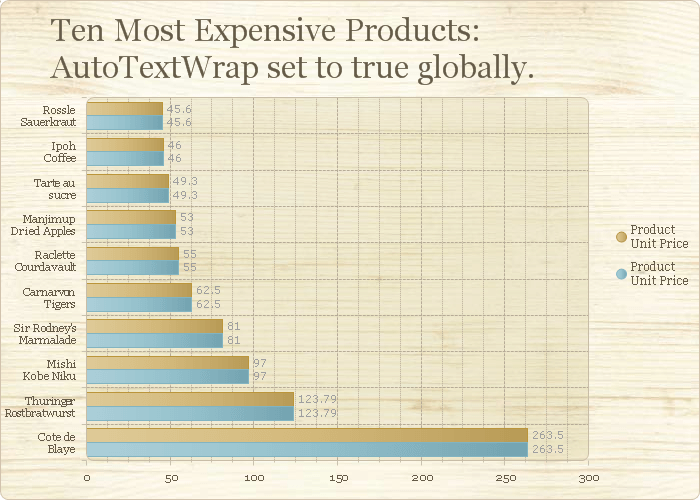 Ten Most Expensive Products:
AutoTextWrap set to true globally.
Rossle
Sauerkraut
45.6
45.6
Ipoh
Coffee
46
46
Tarte au
sucre
49.3
49.3
Manjimup
Dried Apples
53
53
Raclette
Courdavault
55
55
Carnarvon
Tigers
62.5
62.5
Sir Rodney's
Marmalade
81
81
Mishi
Kobe Niku
97
97
Thuringer
Rostbratwurst
123.79
123.79
Cote de
Blaye
263.5
263.5
0 50 100 150 200 250 300
Product
Unit Price
Product
Unit Price